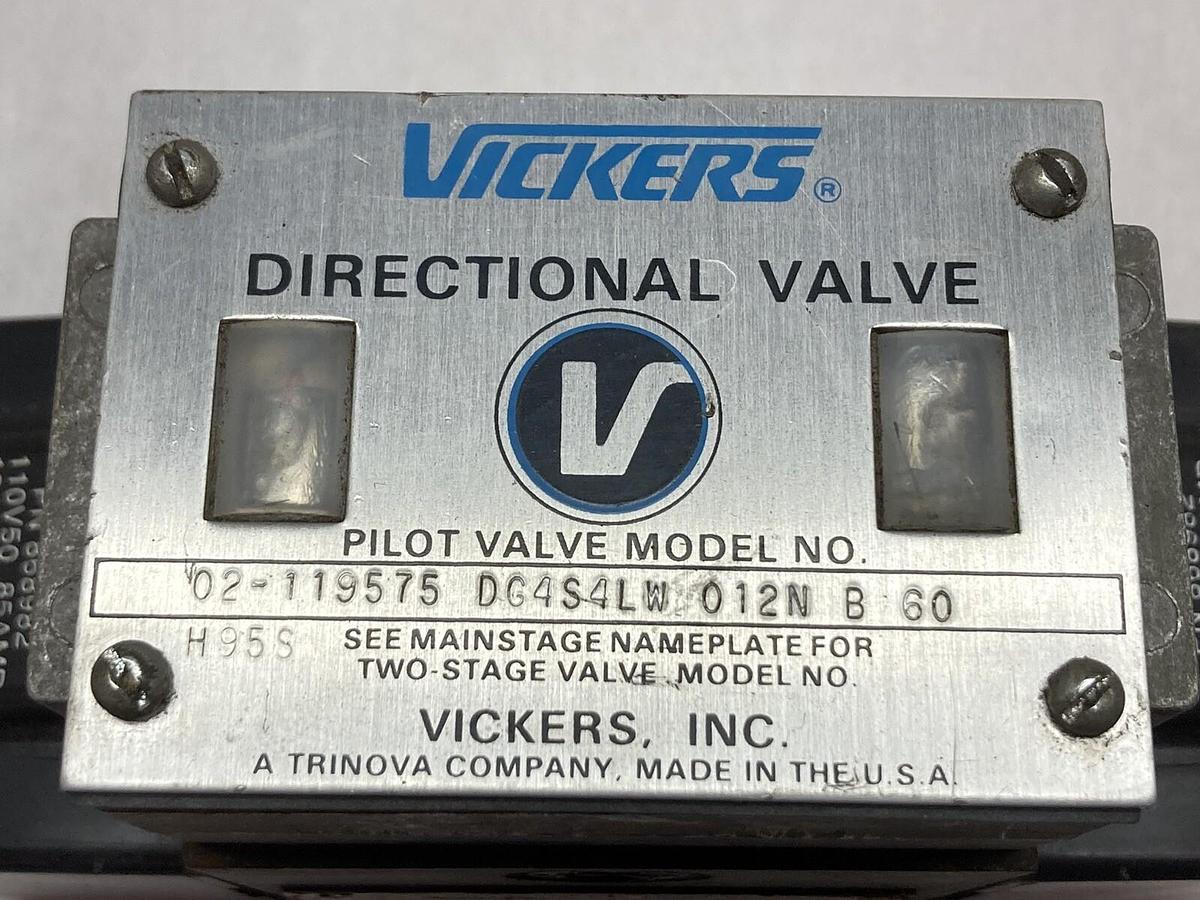 VICKERS®
DIRECTIONAL VALVE
V
PILOT VALVE MODEL NO.
02-119575 DG4S4LW 012N B 60
H95S SEE MAINSTAGE NAMEPLATE FOR
TWO-STAGE VALVE MODEL NO.
VICKERS, INC.
A TRINOVA COMPANY, MADE IN THE U.S.A.
110V50